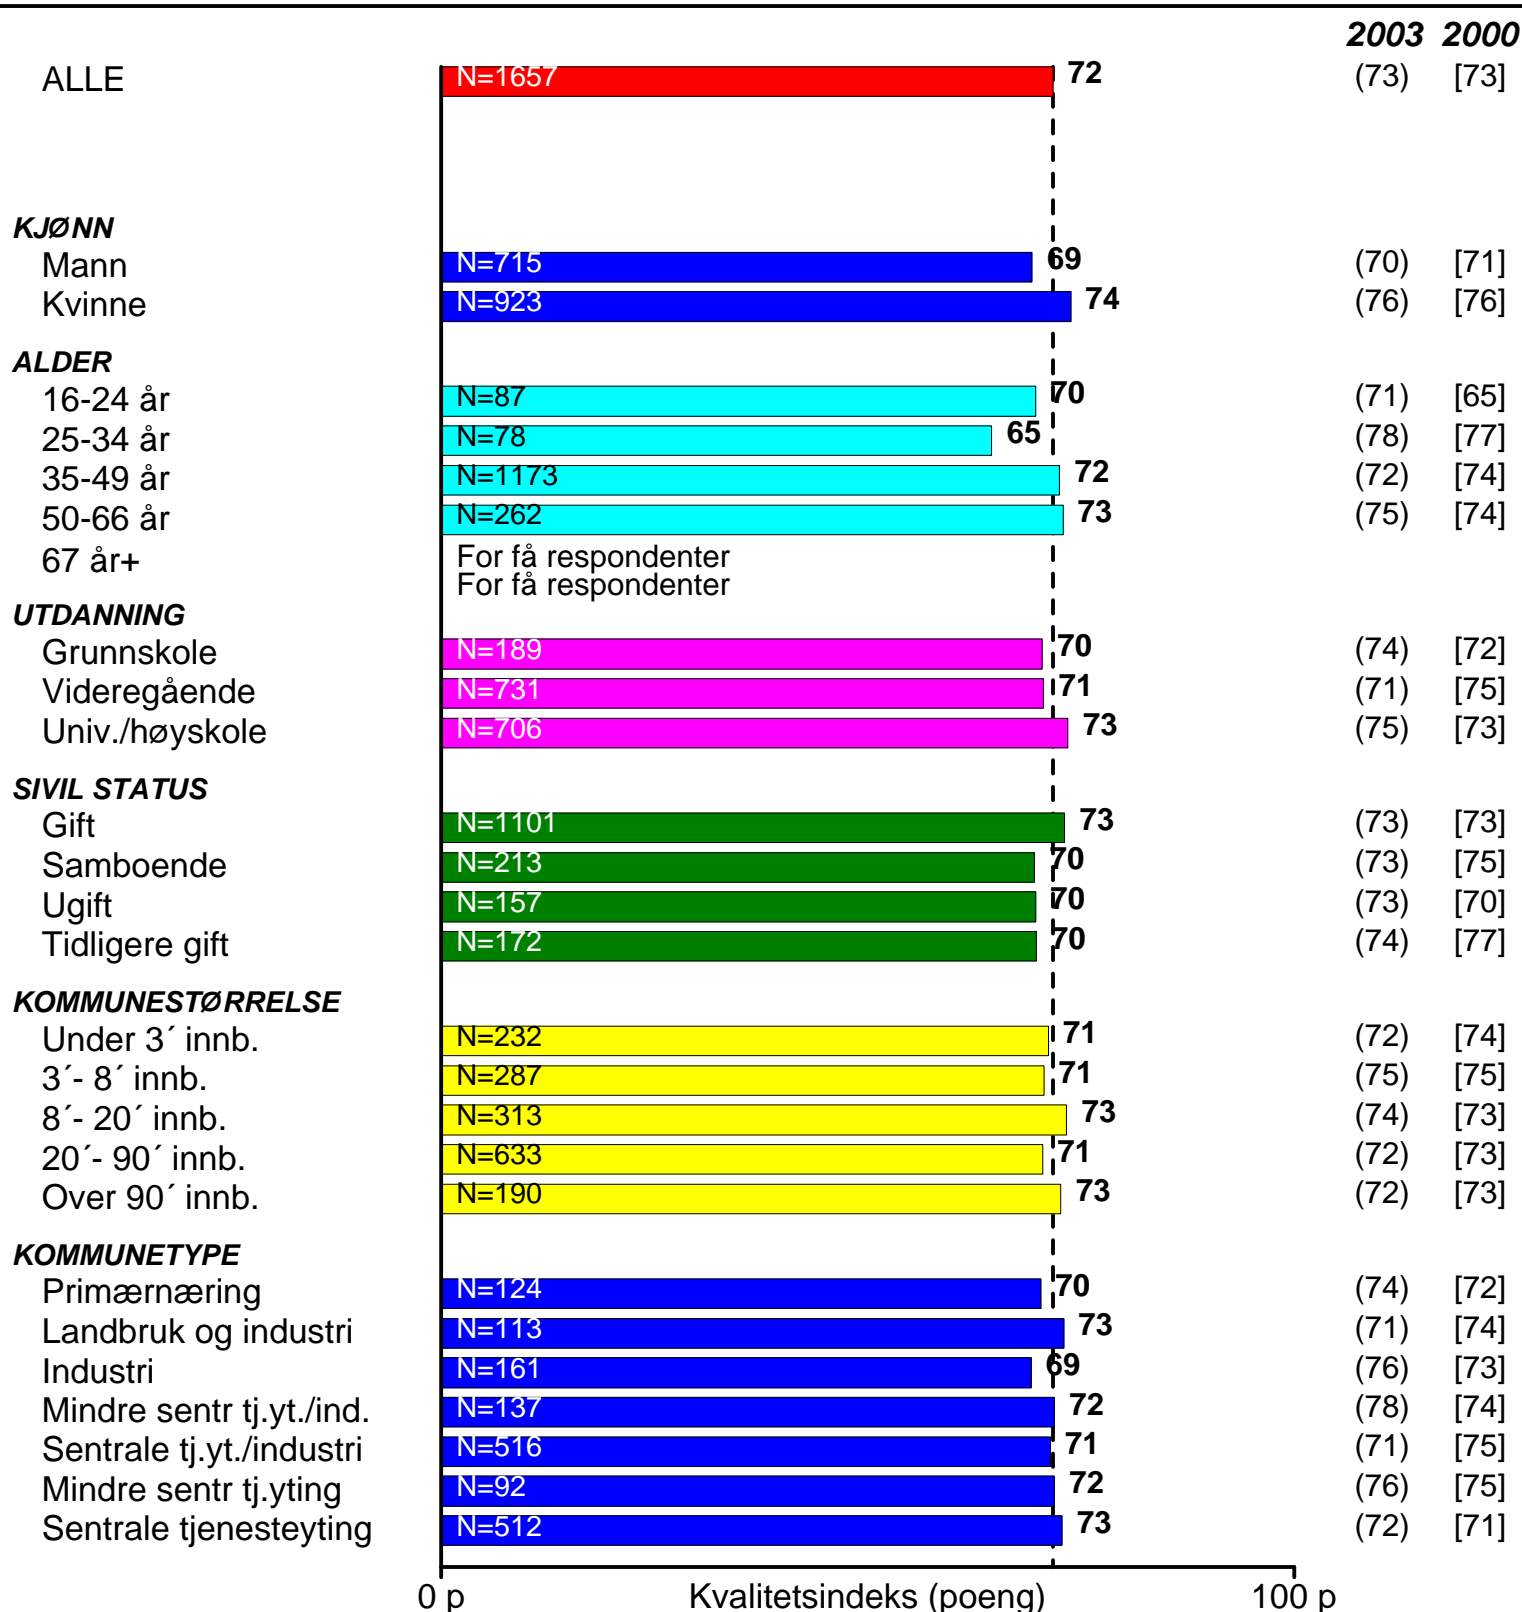 2003 2000
ALLE N=1657 72 (73) [73]
KJØNN
Mann N=715 69 (70) [71]
Kvinne N=923 74 (76) [76]
ALDER
16-24 år N=87 70 (71) [65]
25-34 år N=78 65 (78) [77]
35-49 år N=1173 72 (72) [74]
50-66 år N=262 73 (75) [74]
67 år+ For få respondenter
For få respondenter
UTDANNING
Grunnskole N=189 70 (74) [72]
Videregående N=731 71 (71) [75]
Univ./høyskole N=706 73 (75) [73]
SIVIL STATUS
Gift N=1101 73 (73) [73]
Samboende N=213 70 (73) [75]
Ugift N=157 70 (73) [70]
Tidligere gift N=172 70 (74) [77]
KOMMUNESTØRRELSE
Under 3´ innb. N=232 71 (72) [74]
3´- 8´ innb. N=287 71 (75) [75]
8´- 20´ innb. N=313 73 (74) [73]
20´- 90´ innb. N=633 71 (72) [73]
Over 90´ innb. N=190 73 (72) [73]
KOMMUNETYPE
Primærnæring N=124 70 (74) [72]
Landbruk og industri N=113 73 (71) [74]
Industri N=161 69 (76) [73]
Mindre sentr tj.yt./ind. N=137 72 (78) [74]
Sentrale tj.yt./industri N=516 71 (71) [75]
Mindre sentr tj.yting N=92 72 (76) [75]
Sentrale tjenesteyting N=512 73 (72) [71]
0 p Kvalitetsindeks (poeng) 100 p